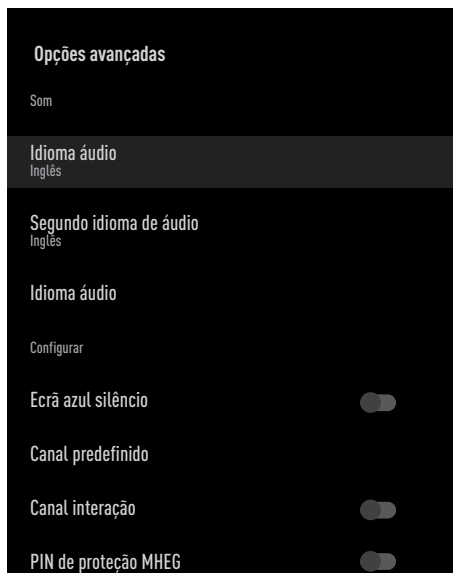 Opções avançadas
Som
Idioma áudio
Inglês
Segundo idioma de áudio
Inglês
Idioma áudio
Configurar
Ecrã azul silêncio
Canal predefinido
Canal interação
PIN de proteção MHEG